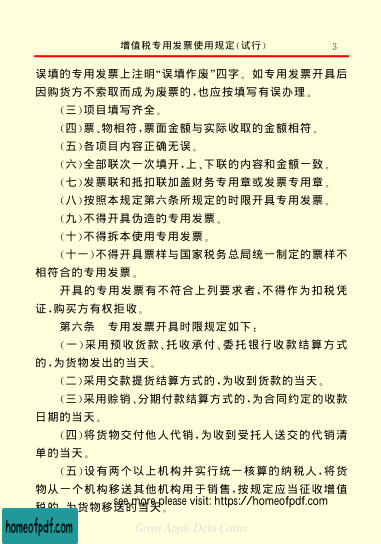 增值税专用发票使用规定(试行) 3
误填的专用发票上注明“误填作废”四字。如专用发票开具后
因购货方不索取而成为废票的,也应按填写有误办理。
(三)项目填写齐全。
(四)票、物相符,票面金额与实际收取的金额相符。
(五)各项目内容正确无误。
(六)全部联次一次填开,上、下联的内容和金额一致。
(七)发票联和抵扣联加盖财务专用章或发票专用章。
(八)按照本规定第六条所规定的时限开具专用发票。
(九)不得开具伪造的专用发票。
(十)不得拆本使用专用发票。
(十一)不得开具票样与国家税务总局统一制定的票样不
相符合的专用发票。
开具的专用发票有不符合上列要求者,不得作为扣税凭
证,购买方有权拒收。
第六条 专用发票开具时限规定如下:
(一)采用预收货款、托收承付、委托银行收款结算方式
的,为货物发出的当天。
(二)采用交款提货结算方式的,为收到货款的当天。
(三)采用赊销、分期付款结算方式的,为合同约定的收款
日期的当天。
(四)将货物交付他人代销,为收到受托人送交的代销清
单的当天。
(五)设有两个以上机构并实行统一核算的纳税人,将货
物从一个机构移送其他机构用于销售,按规定应当征收增值
税的,为货物移送的当天。
see more please visit: https://homeofpdf.com
homeofpdf.com
Green Apple Data Center